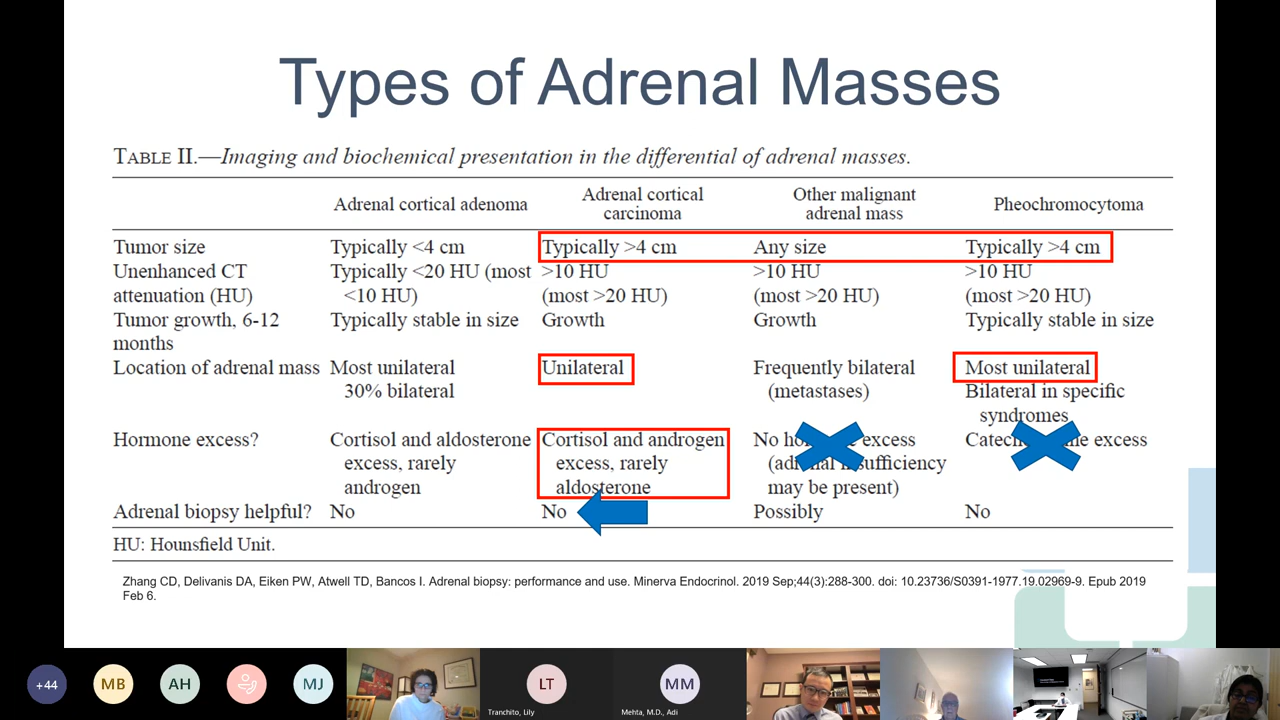 Types of Adrenal Masses
TABLE II.—Imaging and biochemical presentation in the differential of adrenal masses.
Adrenal cortical adenoma
Adrenal cortical
carcinoma
Other malignant
adrenal mass
Pheochromocytoma
Tumor size
Typically <4 cm
Typically >4 cm
Any size
Typically >4 cm
Unenhanced CT
attenuation (HU)
Typically <20 HU (most
<10 HU)
>10 HU
(most >20 HU)
>10 HU
(most >20 HU)
>10 HU
(most >20 HU)
Tumor growth, 6-12
months
Typically stable in size
Growth
Growth
Typically stable in size
Location of adrenal mass
Most unilateral
30% bilateral
Unilateral
Frequently bilateral
(metastases)
Most unilateral
Bilateral in specific
syndromes
Hormone excess?
Cortisol and aldosterone
excess, rarely
androgen
Cortisol and androgen
excess, rarely
aldosterone
No excess
(adrenal insufficiency
may be present)
excess
Adrenal biopsy helpful?
No
No
Possibly
No
HU: Hounsfield Unit.
Zhang CD, Delivanis DA, Eiken PW, Atwell TD, Bancos I. Adrenal biopsy: performance and use. Minerva Endocrinol. 2019 Sep;44(3):288-300. doi: 10.23736/S0391-1977.19.02969-9. Epub 2019
Feb 6.
+44
MB
AH
MJ
LT
Tranchito, Lily
MM
Mehta, M.D., Adi